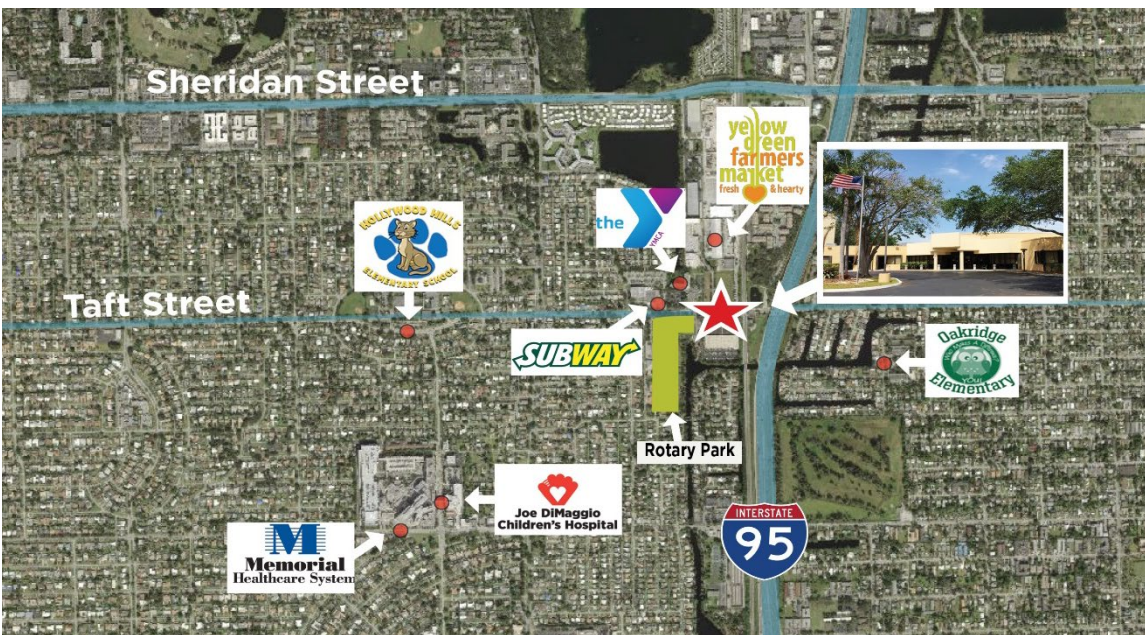 Sheridan Street
yellow
green
farmers
market
fresh & hearty
the
YMCA
HOLLYWOOD HILLS
ELEMENTARY SCHOOL
Taft Street
SUBWAY
Oakridge
Elementary
Rotary Park
Joe DiMaggio
Children's Hospital
M
Memorial
Healthcare System
INTERSTATE
95